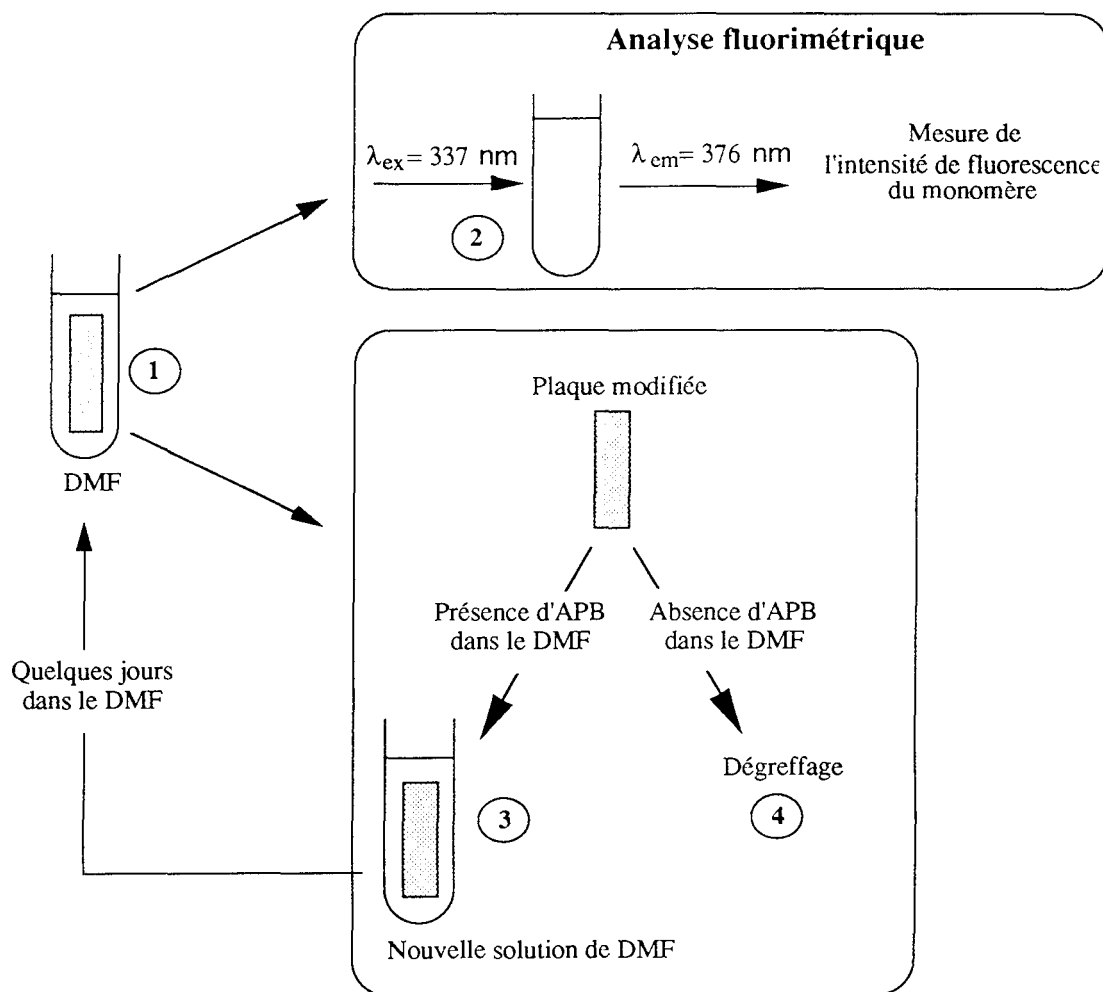 Analyse fluorimétrique
λex= 337 nm
λem= 376 nm
Mesure de
l'intensité de fluorescence
du monomère
2
1
DMF
Plaque modifiée
Présence d'APB
dans le DMF
Absence d'APB
dans le DMF
Quelques jours
dans le DMF
Dégreffage
3
4
Nouvelle solution de DMF